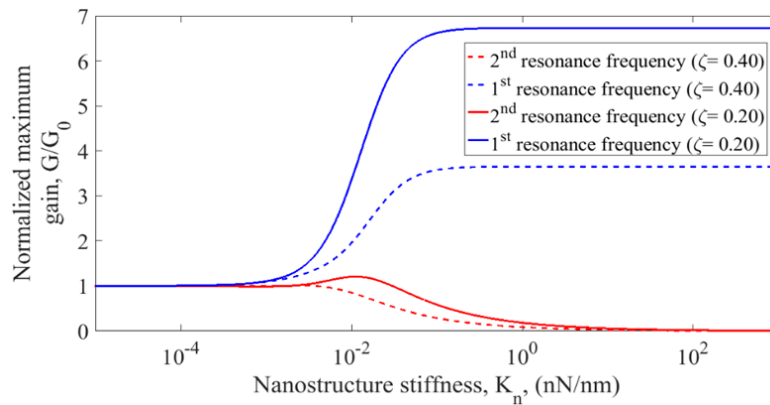 Normalized maximum
gain, G/G₀
7
6
5
4
3
2
1
0
2ⁿᵈ resonance frequency (ζ= 0.40)
1ˢᵗ resonance frequency (ζ= 0.40)
2ⁿᵈ resonance frequency (ζ= 0.20)
1ˢᵗ resonance frequency (ζ= 0.20)
10⁻⁴ 10⁻² 10⁰ 10²
Nanostructure stiffness, Kₙ, (nN/nm)